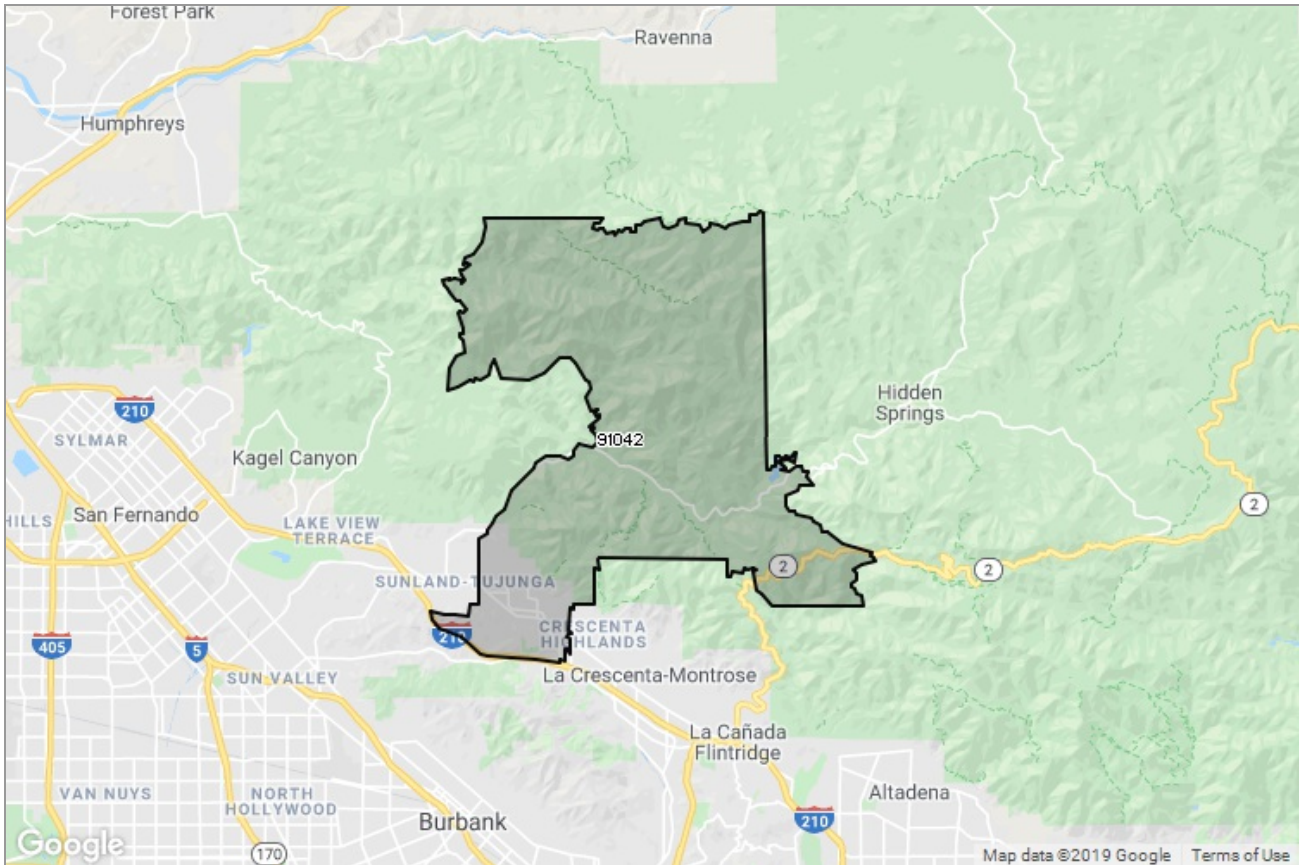 Forest Park
Ravenna
Humphreys
Hidden
Springs
210
SYLMAR
91042
Kagel Canyon
2
HILLS
San Fernando
LAKE VIEW
TERRACE
2
2
SUNLAND-TUJUNGA
210
CRESCENTA
HIGHLANDS
405
5
SUN VALLEY
La Crescenta-Montrose
La Cañada
Flintridge
VAN NUYS
NORTH
HOLLYWOOD
Altadena
Burbank
210
Google
170
Map data ©2019 Google
Terms of Use